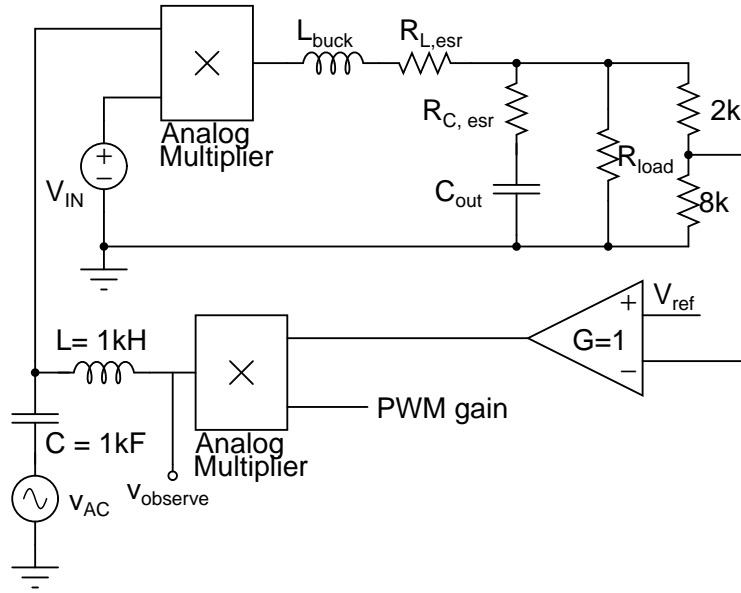 L_buck
R_L,esr
×
Analog
Multiplier
R_C, esr
2k
+
−
V_IN
R_load
C_out
8k
L= 1kH
×
+
V_ref
G=1
−
PWM gain
C = 1kF
Analog
Multiplier
v_AC
v_observe